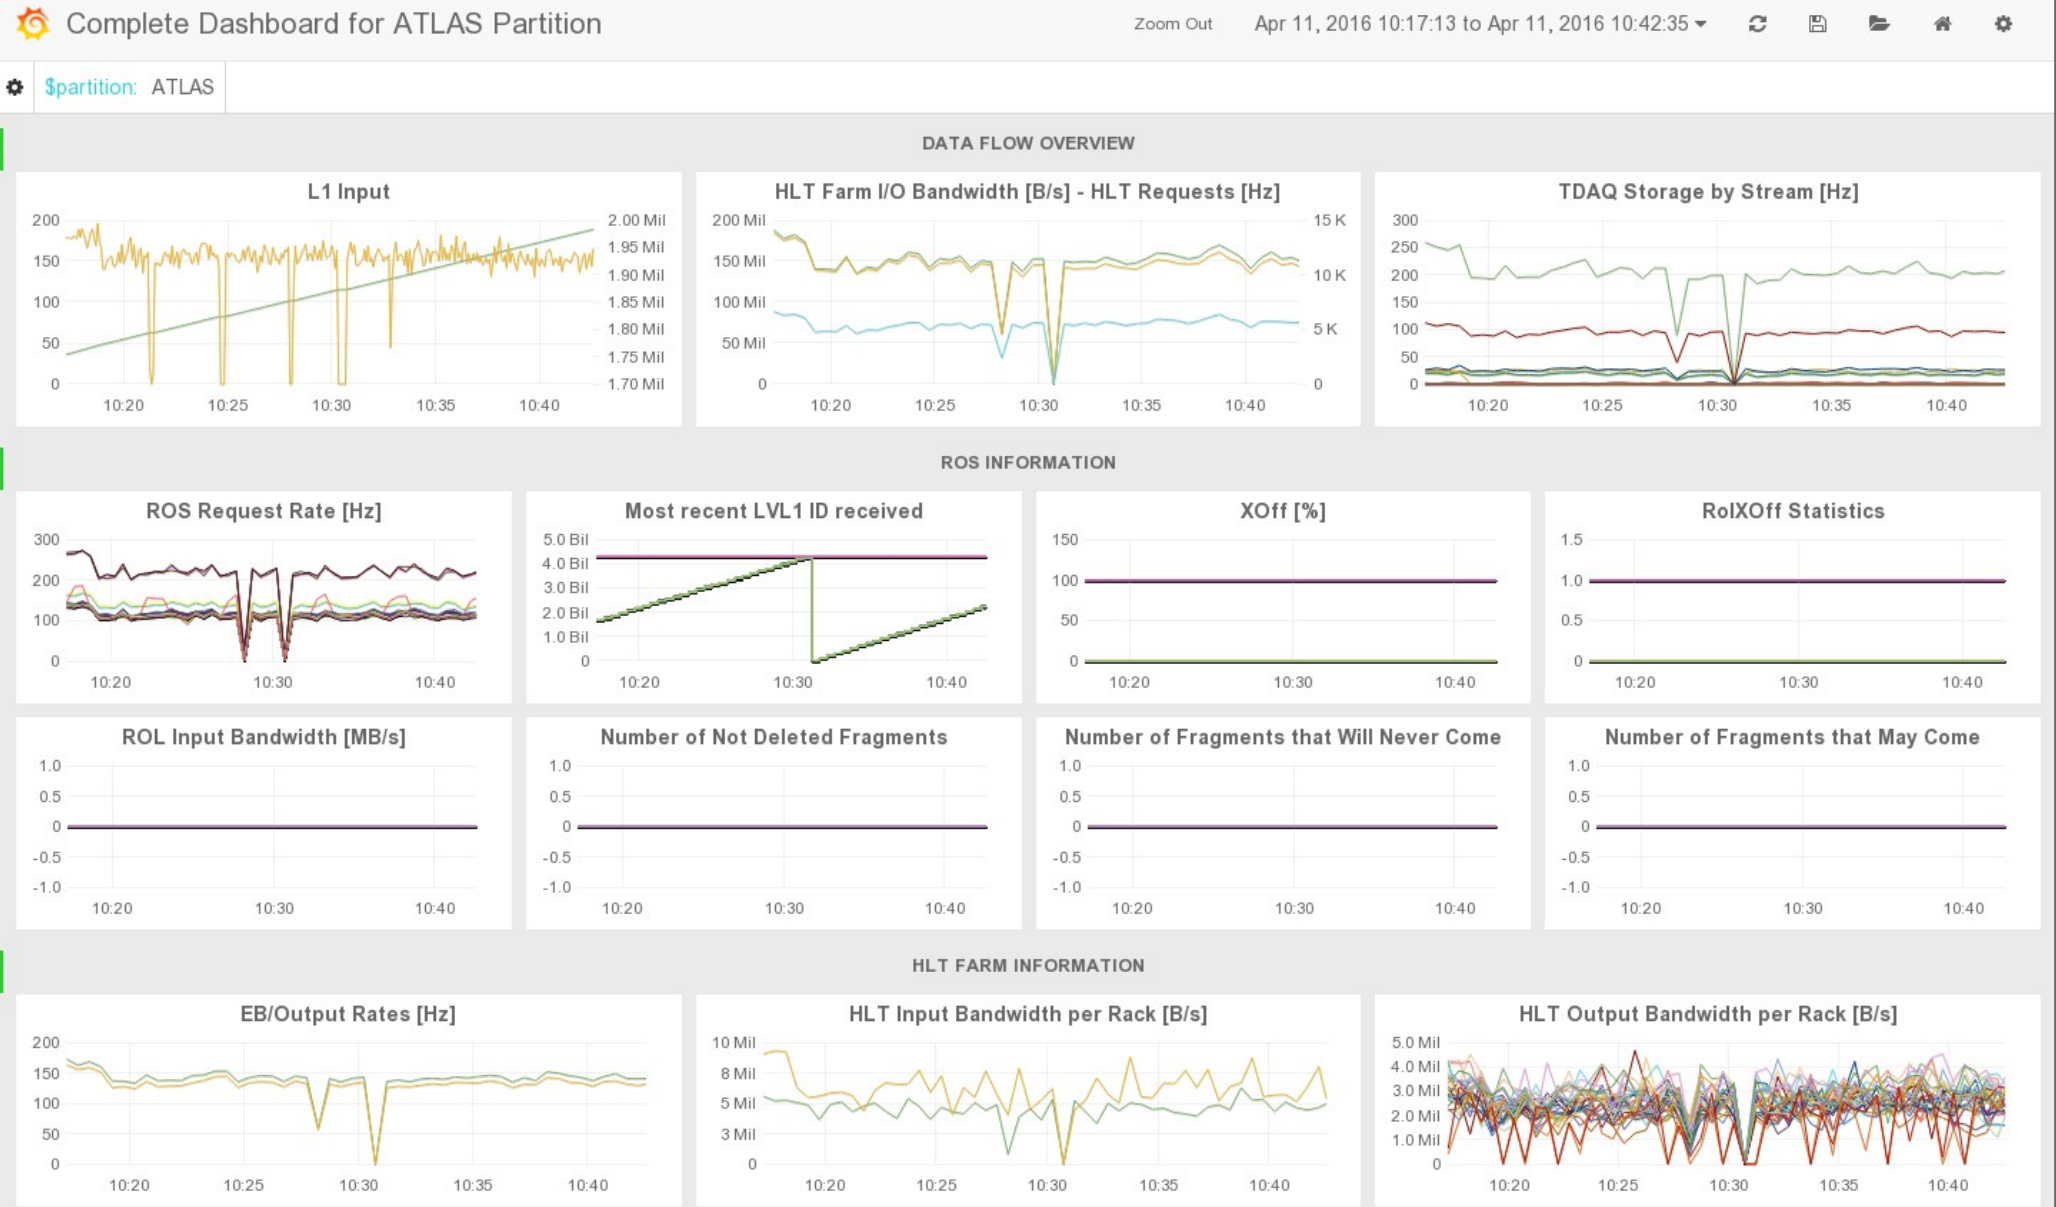 Complete Dashboard for ATLAS Partition
Zoom Out
Apr 11, 2016 10:17:13 to Apr 11, 2016 10:42:35
$partition: ATLAS
DATA FLOW OVERVIEW
L1 Input
200
150
100
50
0
2.00 Mil
1.95 Mil
1.90 Mil
1.85 Mil
1.80 Mil
1.75 Mil
1.70 Mil
10:20 10:25 10:30 10:35 10:40
HLT Farm I/O Bandwidth [B/s] - HLT Requests [Hz]
200 Mil
150 Mil
100 Mil
50 Mil
0
15 K
10 K
5 K
0
10:20 10:25 10:30 10:35 10:40
TDAQ Storage by Stream [Hz]
300
250
200
150
100
50
0
10:20 10:25 10:30 10:35 10:40
ROS INFORMATION
ROS Request Rate [Hz]
300
200
100
0
10:20 10:30 10:40
Most recent LVL1 ID received
5.0 Bil
4.0 Bil
3.0 Bil
2.0 Bil
1.0 Bil
0
10:20 10:30 10:40
XOff [%]
150
100
50
0
10:20 10:30 10:40
RoIXOff Statistics
1.5
1.0
0.5
0
10:20 10:30 10:40
ROL Input Bandwidth [MB/s]
1.0
0.5
0
-0.5
-1.0
10:20 10:30 10:40
Number of Not Deleted Fragments
1.0
0.5
0
-0.5
-1.0
10:20 10:30 10:40
Number of Fragments that Will Never Come
1.0
0.5
0
-0.5
-1.0
10:20 10:30 10:40
Number of Fragments that May Come
1.0
0.5
0
-0.5
-1.0
10:20 10:30 10:40
HLT FARM INFORMATION
EB/Output Rates [Hz]
200
150
100
50
0
10:20 10:25 10:30 10:35 10:40
HLT Input Bandwidth per Rack [B/s]
10 Mil
8 Mil
5 Mil
3 Mil
0
10:20 10:25 10:30 10:35 10:40
HLT Output Bandwidth per Rack [B/s]
5.0 Mil
4.0 Mil
3.0 Mil
2.0 Mil
1.0 Mil
0
10:20 10:25 10:30 10:35 10:40